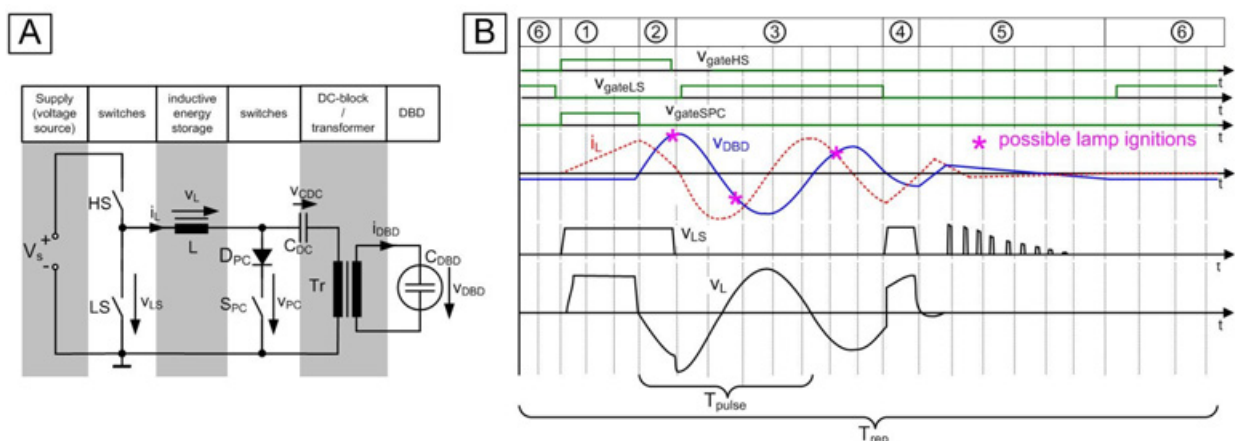 A
Supply
(voltage
source)
switches
inductive
energy
storage
switches
DC-block
/
transformer
DBD
HS
Vs
+
-
LS
vLS
iL
vL
L
DPC
SPC
vPC
vCDC
CDC
Tr
iDBD
CDBD
vDBD
B
⑥ ① ② ③ ④ ⑤ ⑥
vgateHS
t
vgateLS
t
vgateSPC
t
iL
vDBD
* possible lamp ignitions
t
vLS
t
vL
t
Tpulse
Trep